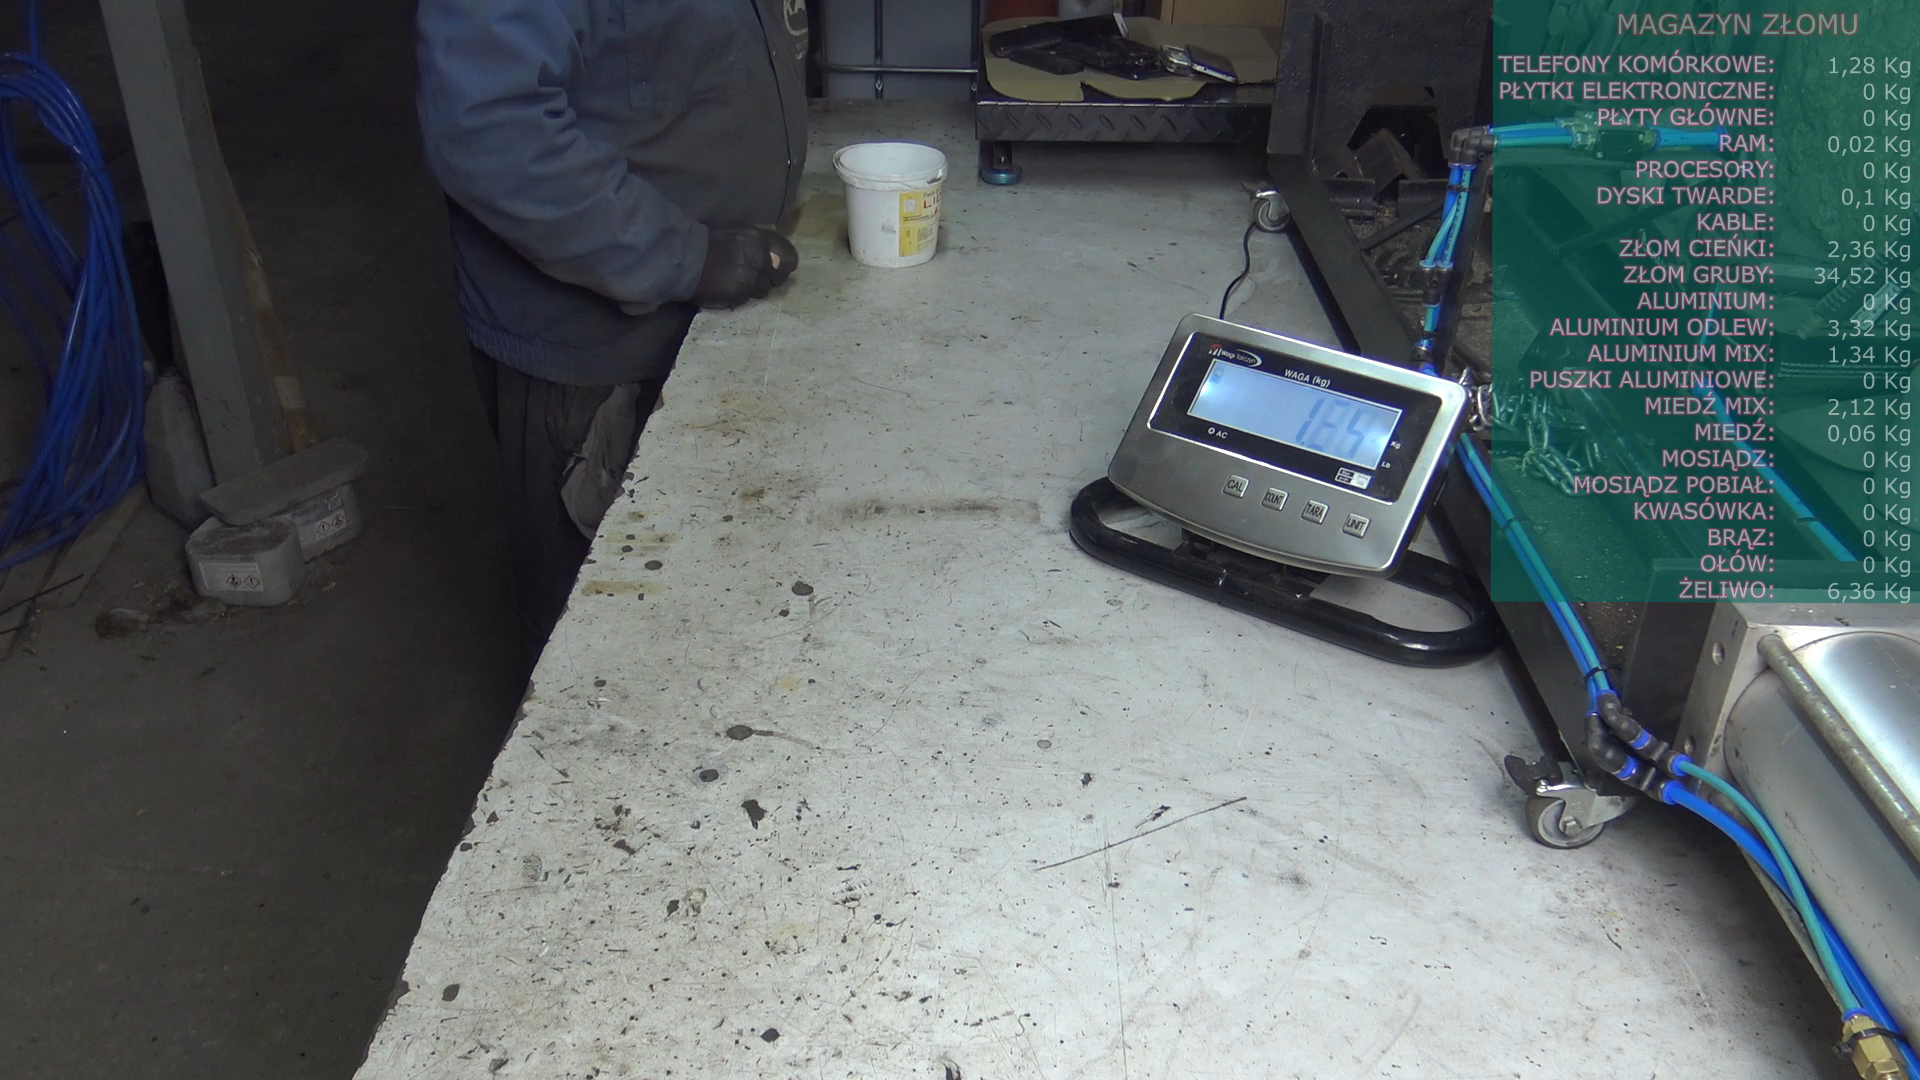 MAGAZYN ZŁOMU
TELEFONY KOMÓRKOWE: 1,28 Kg
PŁYTKI ELEKTRONICZNE: 0 Kg
PŁYTY GŁÓWNE: 0 Kg
RAM: 0,02 Kg
PROCESORY: 0 Kg
DYSKI TWARDE: 0,1 Kg
KABLE: 0 Kg
ZŁOM CIEŃKI: 2,36 Kg
ZŁOM GRUBY: 34,52 Kg
ALUMINIUM: 0 Kg
ALUMINIUM ODLEW: 3,32 Kg
ALUMINIUM MIX: 1,34 Kg
PUSZKI ALUMINIOWE: 0 Kg
MIEDŹ MIX: 2,12 Kg
MIEDŹ: 0,06 Kg
MOSIĄDZ: 0 Kg
MOSIĄDZ POBIAŁ: 0 Kg
KWASÓWKA: 0 Kg
BRĄZ: 0 Kg
OŁÓW: 0 Kg
ŻELIWO: 6,36 Kg
Wagi Torczyn
WAGA (kg)
Kg
AC
Lb
CAL COUNT TARA UNIT